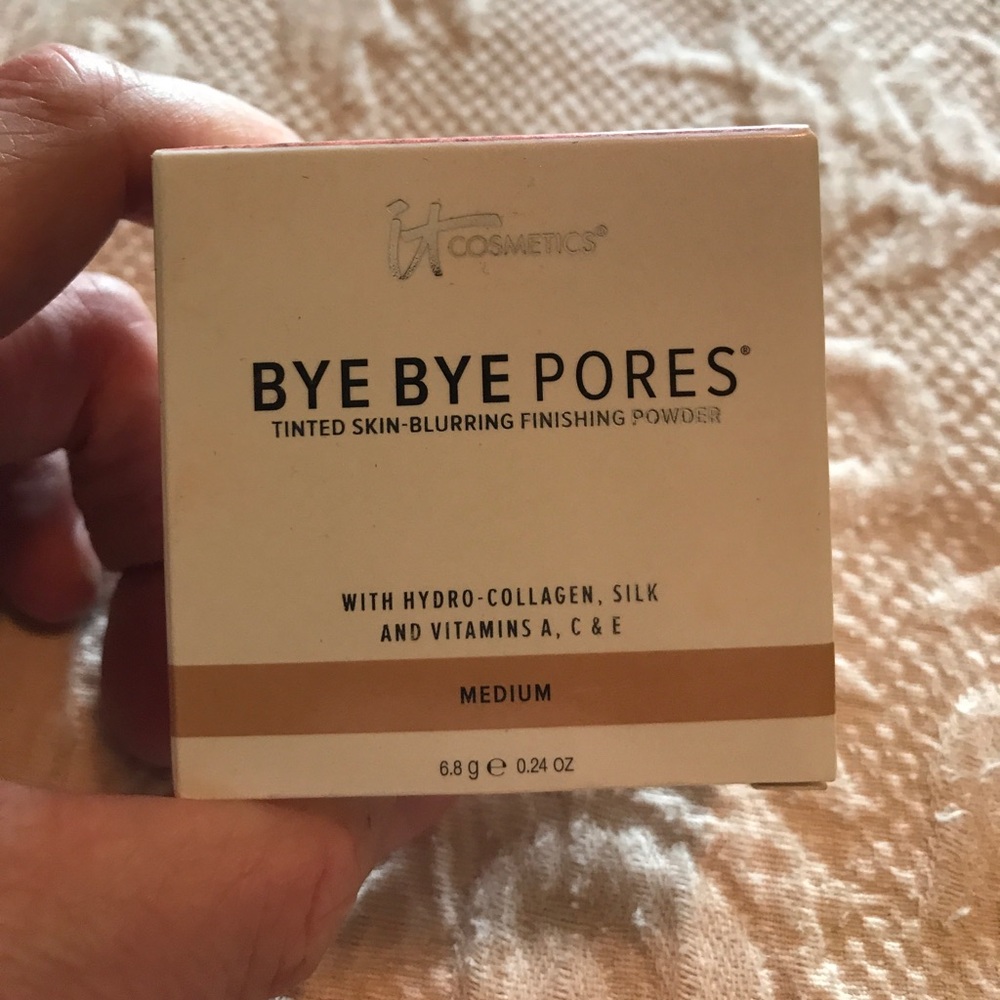 it COSMETICS®
BYE BYE PORES®
TINTED SKIN-BLURRING FINISHING POWDER
WITH HYDRO-COLLAGEN, SILK
AND VITAMINS A, C & E
MEDIUM
6.8 g ℮ 0.24 OZ